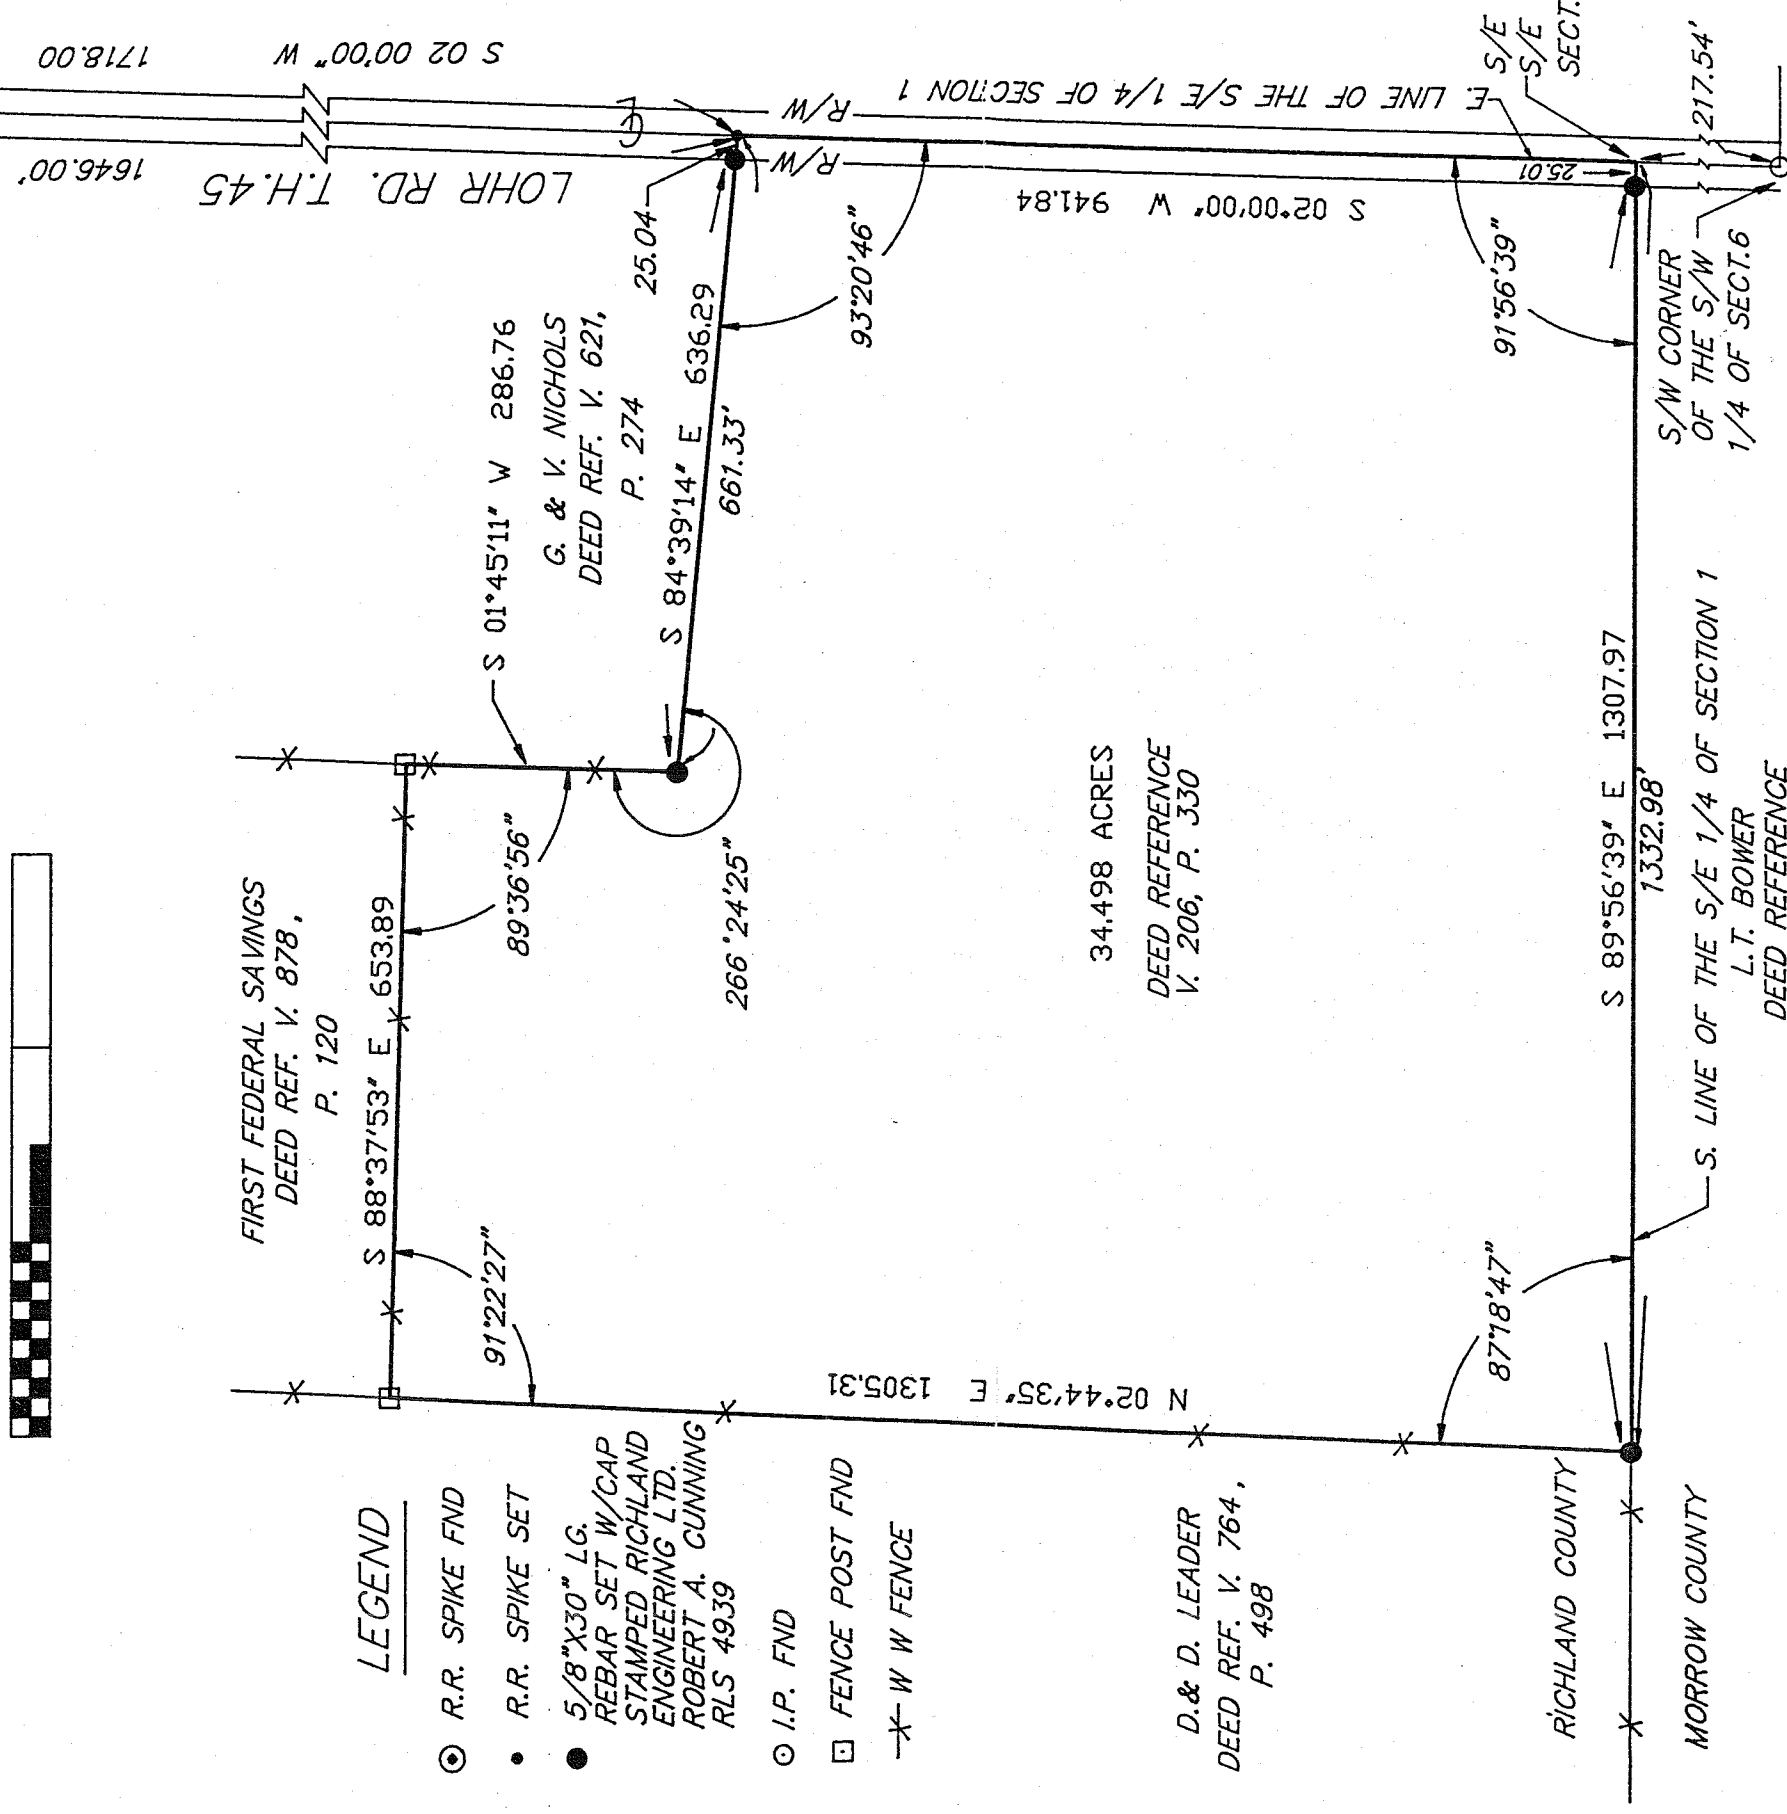 1718.00
S 02 00'00" W
1646.00'
LOHR RD. T.H.45
R/W
R/W
E. LINE OF THE S/E 1/4 OF SECTION 1
S 02°00'00" W 941.84
S/E
S/E
SECT.
217.54'
25.01
25.04
S/W CORNER
OF THE S/W
1/4 OF SECT.6
93°20'46"
91°56'39"
S 01°45'11" W 286.76
G. & V. NICHOLS
DEED REF. V. 621,
P. 274
S 84°39'14" E 636.29
661.33'
FIRST FEDERAL SAVINGS
DEED REF. V. 878,
P. 120
S 88°37'53" E 653.89
89°36'56"
266°24'25"
91°22'27"
34.498 ACRES
DEED REFERENCE
V. 206, P. 330
S 89°56'39" E 1307.97
1332.98'
S. LINE OF THE S/E 1/4 OF SECTION 1
L.T. BOWER
DEED REFERENCE
N 02°44'35" E 1305.31
87°18'47"
LEGEND
R.R. SPIKE FND
R.R. SPIKE SET
5/8"X30" LG.
REBAR SET W/CAP
STAMPED RICHLAND
ENGINEERING LTD.
ROBERT A. CUNNING
RLS 4939
I.P. FND
FENCE POST FND
W W FENCE
D.& D. LEADER
DEED REF. V. 764,
P. 498
RICHLAND COUNTY
MORROW COUNTY